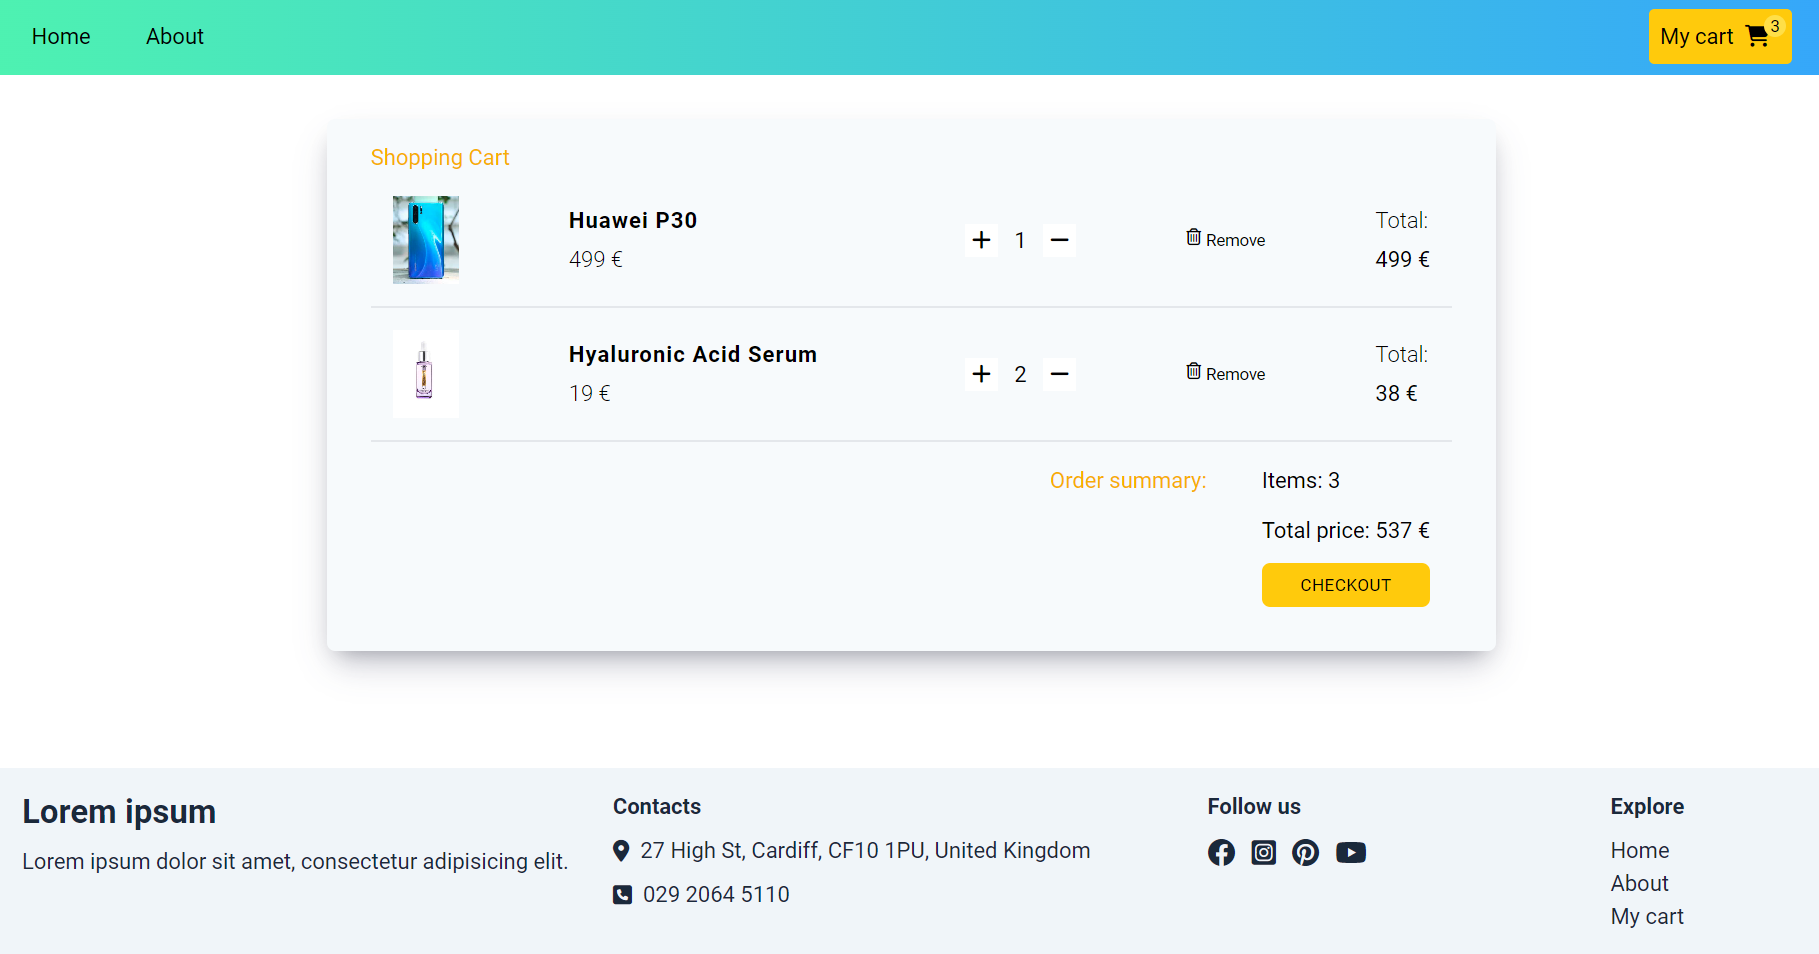 Home
About
My cart 3
Shopping Cart
Huawei P30
499 €
1
Remove
Total:
499 €
Hyaluronic Acid Serum
19 €
2
Remove
Total:
38 €
Order summary:
Items: 3
Total price: 537 €
CHECKOUT
Lorem ipsum
Lorem ipsum dolor sit amet, consectetur adipisicing elit.
Contacts
27 High St, Cardiff, CF10 1PU, United Kingdom
029 2064 5110
Follow us
Explore
Home
About
My cart